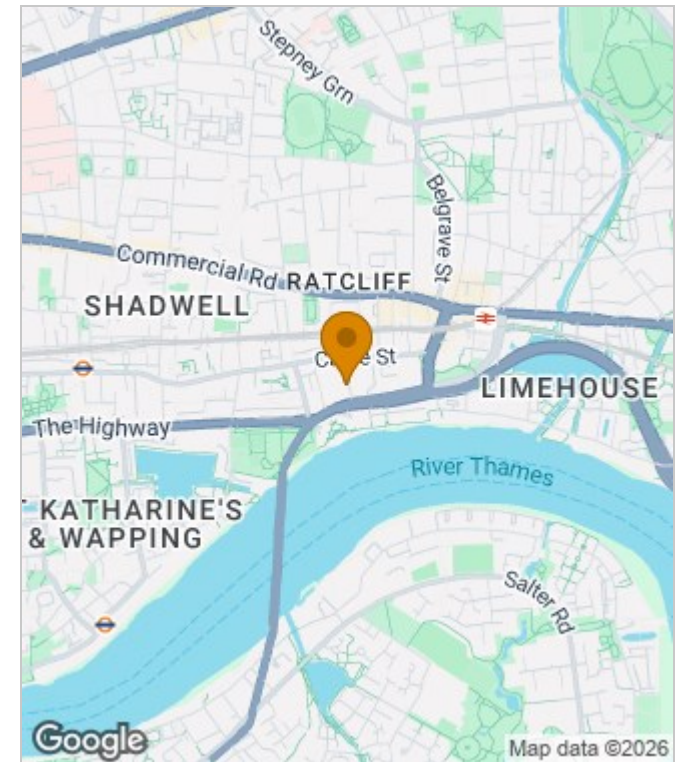 Stepney Grn
Belgrave St
Commercial Rd
RATCLIFF
SHADWELL
St
LIMEHOUSE
The Highway
River Thames
KATHARINE'S
& WAPPING
Salter Rd
Google
Map data ©2026